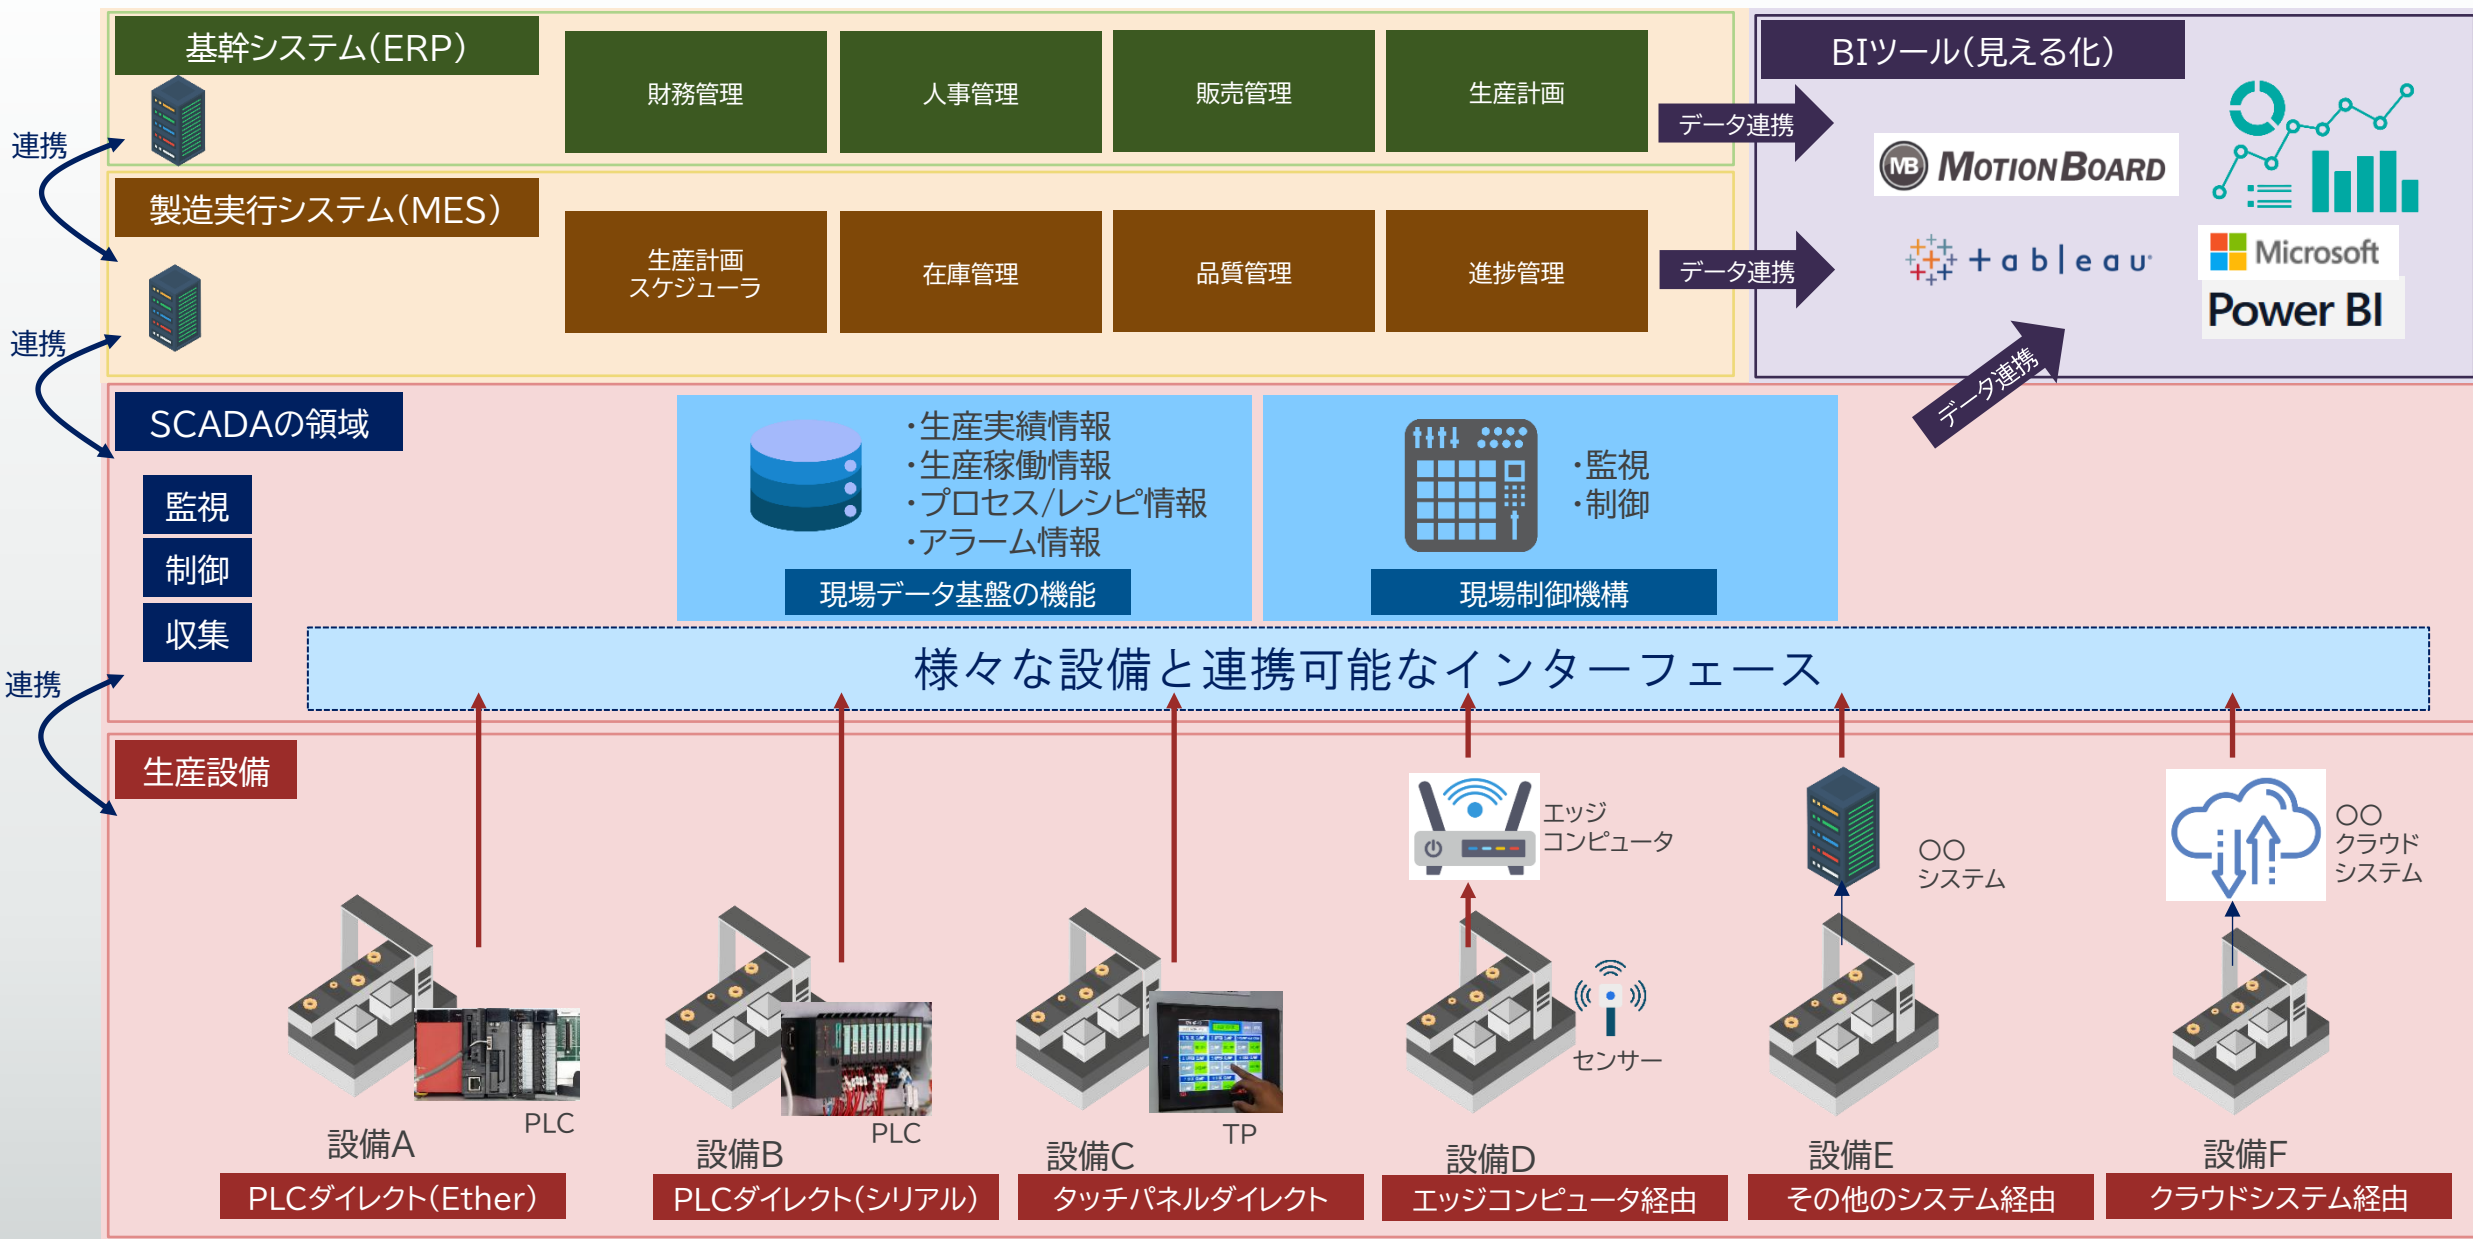 基幹システム(ERP)
財務管理
人事管理
販売管理
生産計画
データ連携
BIツール(見える化)
MB MOTIONBOARD
+ableau
Microsoft
Power BI
連携
製造実行システム(MES)
生産計画
スケジューラ
在庫管理
品質管理
進捗管理
データ連携
連携
データ連携
SCADAの領域
監視
制御
収集
・生産実績情報
・生産稼働情報
・プロセス/レシピ情報
・アラーム情報
現場データ基盤の機能
・監視
・制御
現場制御機構
様々な設備と連携可能なインターフェース
連携
生産設備
エッジ
コンピュータ
〇〇
システム
〇〇
クラウド
システム
センサー
PLC
PLC
TP
設備A
設備B
設備C
設備D
設備E
設備F
PLCダイレクト(Ether)
PLCダイレクト(シリアル)
タッチパネルダイレクト
エッジコンピュータ経由
その他のシステム経由
クラウドシステム経由